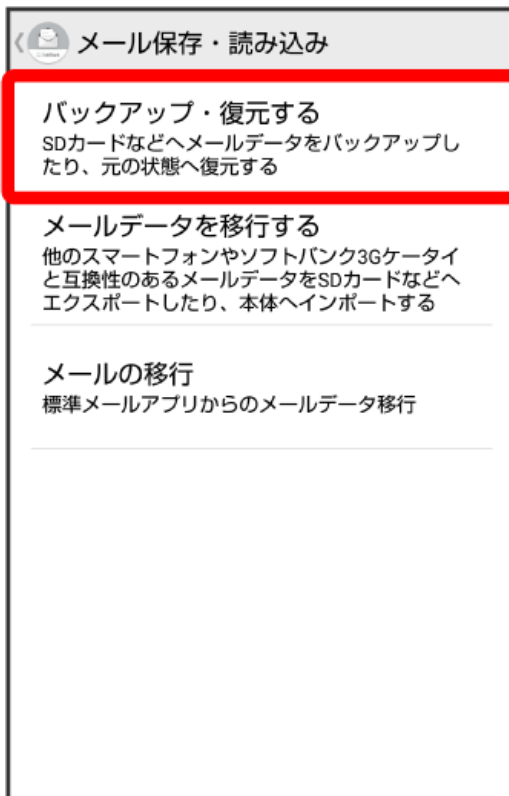 メール保存・読み込み
バックアップ・復元する
SDカードなどへメールデータをバックアップし
たり、元の状態へ復元する
メールデータを移行する
他のスマートフォンやソフトバンク3Gケータイ
と互換性のあるメールデータをSDカードなどへ
エクスポートしたり、本体へインポートする
メールの移行
標準メールアプリからのメールデータ移行